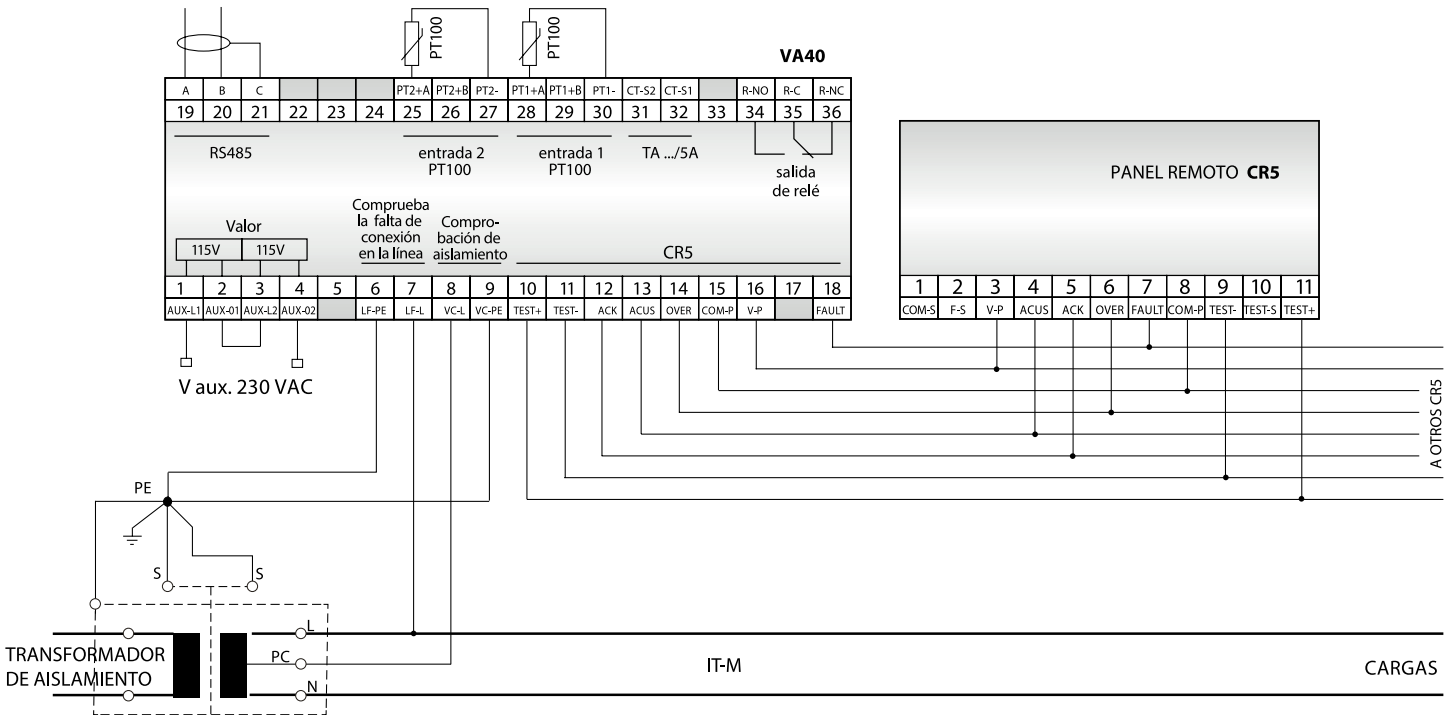 PT100
PT100
VA40
A B C PT2+A PT2+B PT2- PT1+A PT1+B PT1- CT-S2 CT-S1 R-NO R-C R-NC
19 20 21 22 23 24 25 26 27 28 29 30 31 32 33 34 35 36
RS485
entrada 2
PT100
entrada 1
PT100
TA .../5A
salida
de relé
Valor
115V 115V
Comprueba
la falta de
conexión
en la línea
Compro-
bación de
aislamiento
CR5
1 2 3 4 5 6 7 8 9 10 11 12 13 14 15 16 17 18
AUX-L1 AUX-01 AUX-L2 AUX-02 LF-PE LF-L VC-L VC-PE TEST+ TEST- ACK ACUS OVER COM-P V-P FAULT
V aux. 230 VAC
PANEL REMOTO CR5
1 2 3 4 5 6 7 8 9 10 11
COM-S F-S V-P ACUS ACK OVER FAULT COM-P TEST- TEST-S TEST+
A OTROS CR5
PE
S S
L
PC
N
TRANSFORMADOR
DE AISLAMIENTO
IT-M
CARGAS